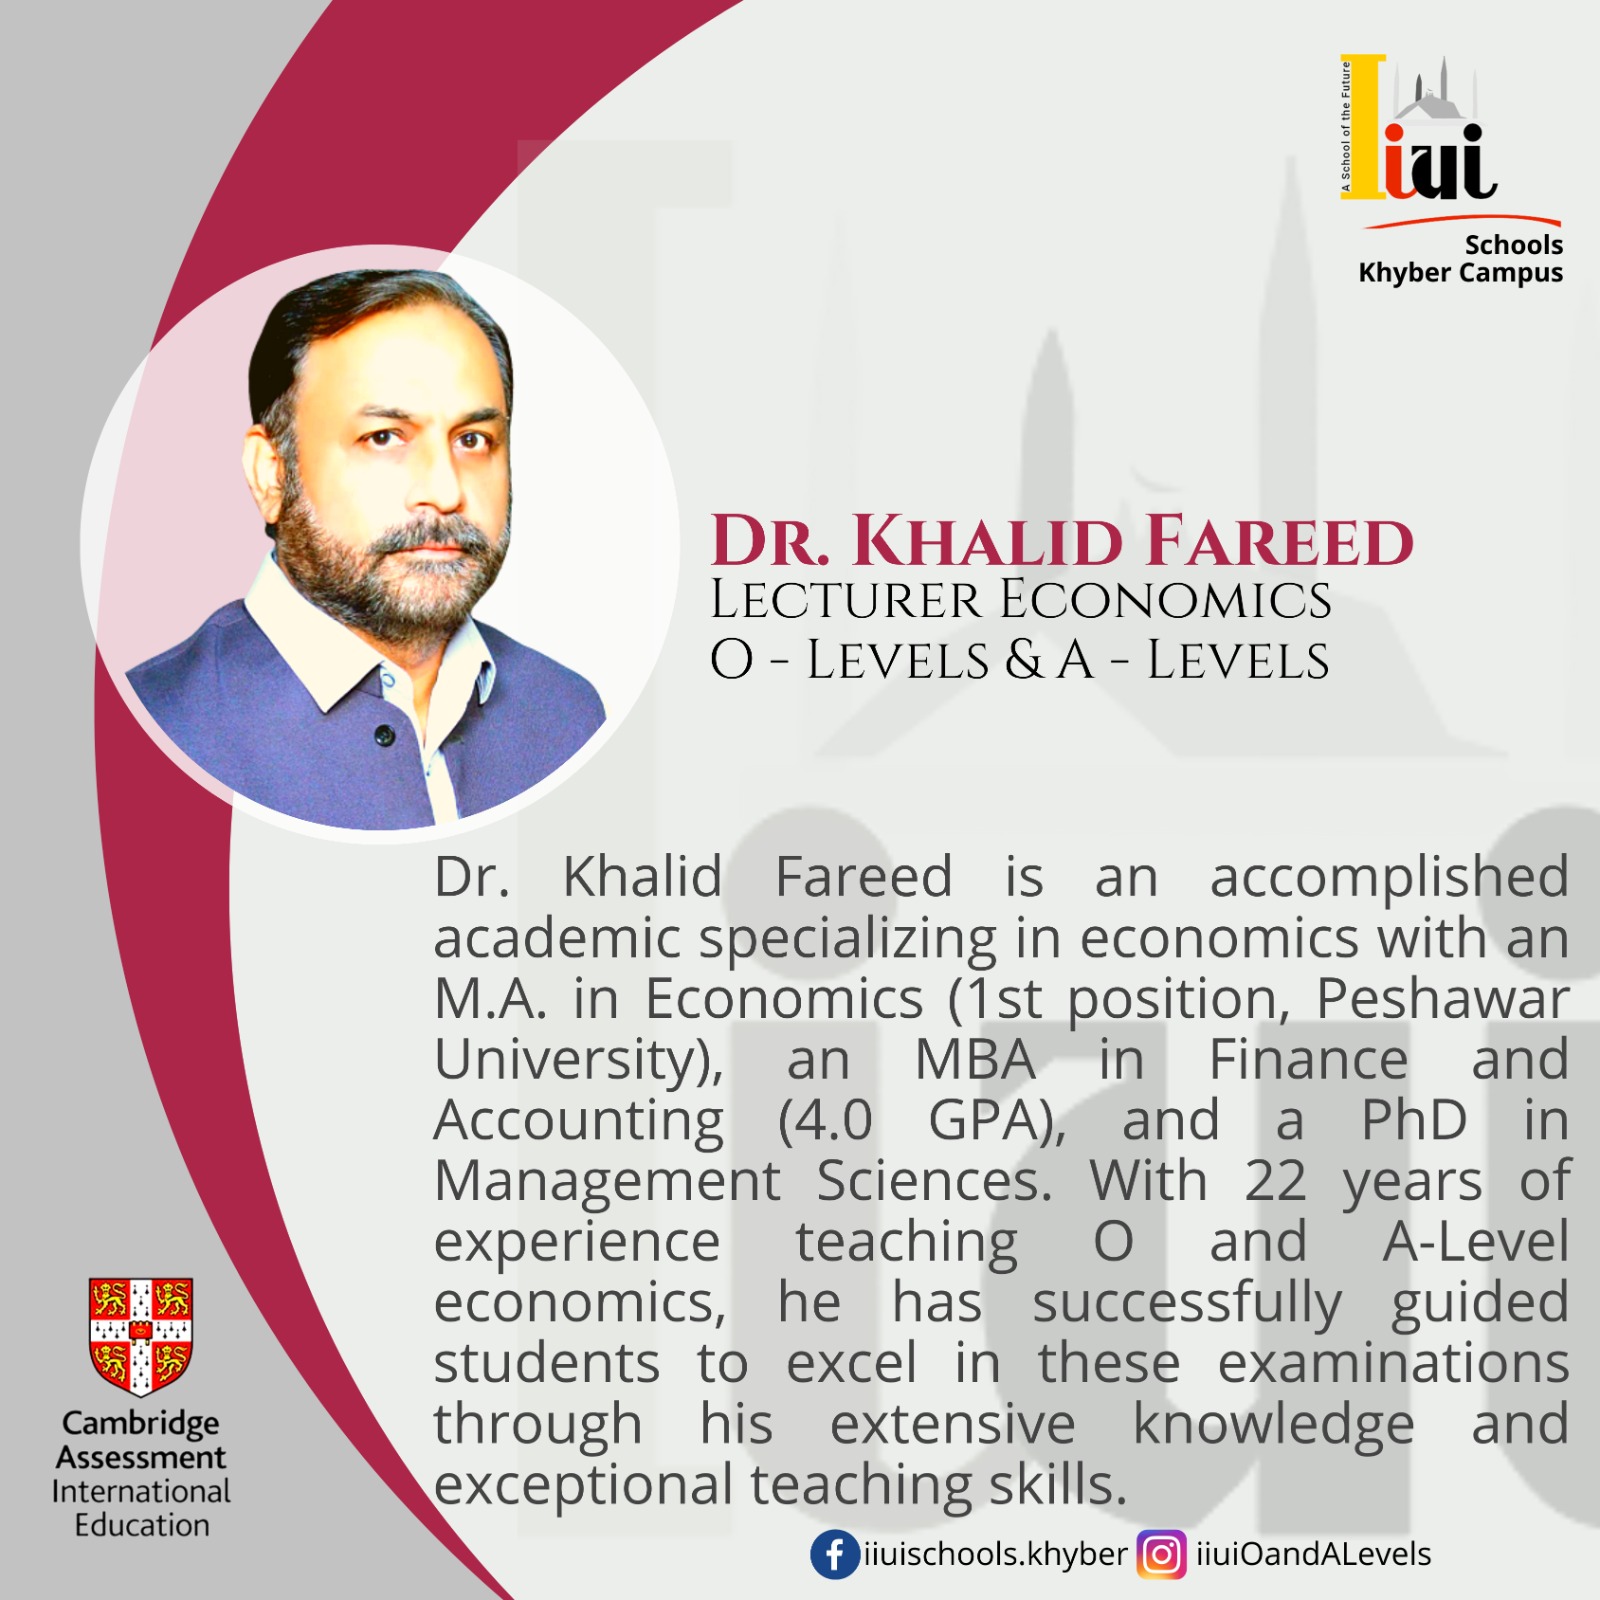 A School of the Future
Iiui
Schools
Khyber Campus
Dr. Khalid Fareed
Lecturer Economics
O - Levels & A - Levels
Dr. Khalid Fareed is an accomplished
academic specializing in economics with an
M.A. in Economics (1st position, Peshawar
University), an MBA in Finance and
Accounting (4.0 GPA), and a PhD in
Management Sciences. With 22 years of
experience teaching O and A-Level
economics, he has successfully guided
students to excel in these examinations
through his extensive knowledge and
exceptional teaching skills.
Cambridge
Assessment
International
Education
iiuischools.khyber iiuiOandALevels